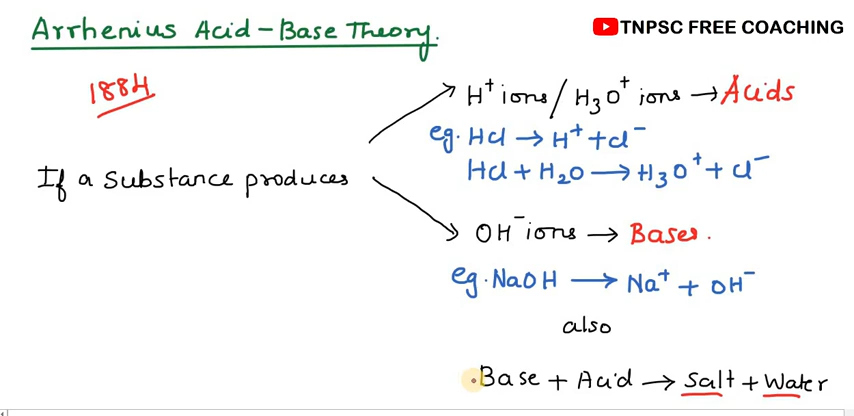 Arrhenius Acid-Base Theory.
TNPSC FREE COACHING
1884
H⁺ ions / H₃O⁺ ions → Acids
eg. HCl → H⁺ + Cl⁻
HCl + H₂O → H₃O⁺ + Cl⁻
If a substance produces
OH⁻ ions → Bases.
eg. NaOH → Na⁺ + OH⁻
also
Base + Acid → Salt + Water